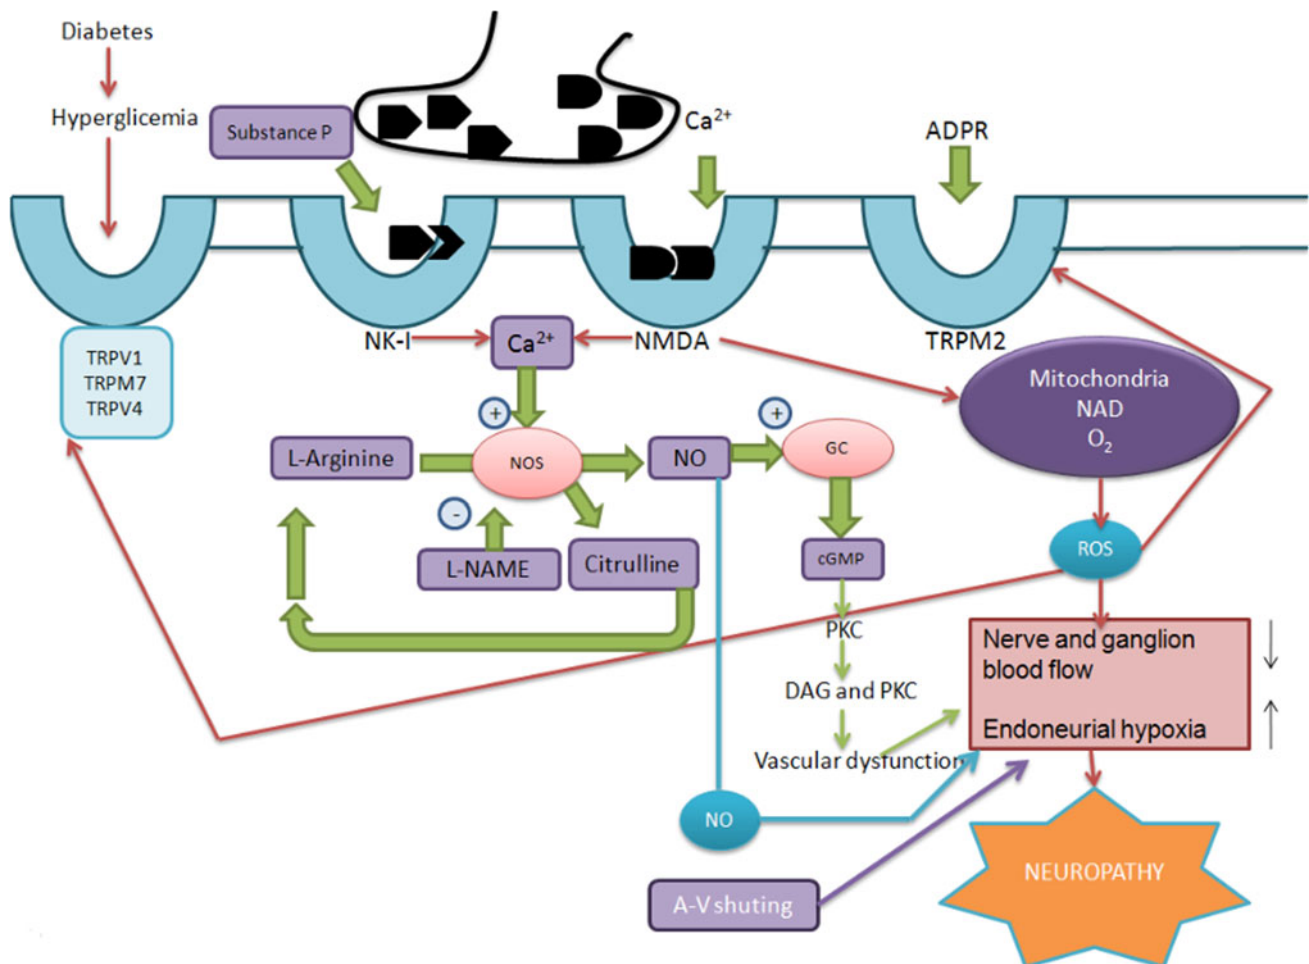 Diabetes
Hyperglicemia
Substance P
Ca²⁺
ADPR
TRPV1
TRPM7
TRPV4
NK-I
Ca²⁺
NMDA
TRPM2
Mitochondria
NAD
O₂
+
+
L-Arginine
NOS
NO
GC
-
L-NAME
Citrulline
cGMP
ROS
PKC
DAG and PKC
Vascular dysfunction
Nerve and ganglion
blood flow
Endoneurial hypoxia
NO
A-V shuting
NEUROPATHY